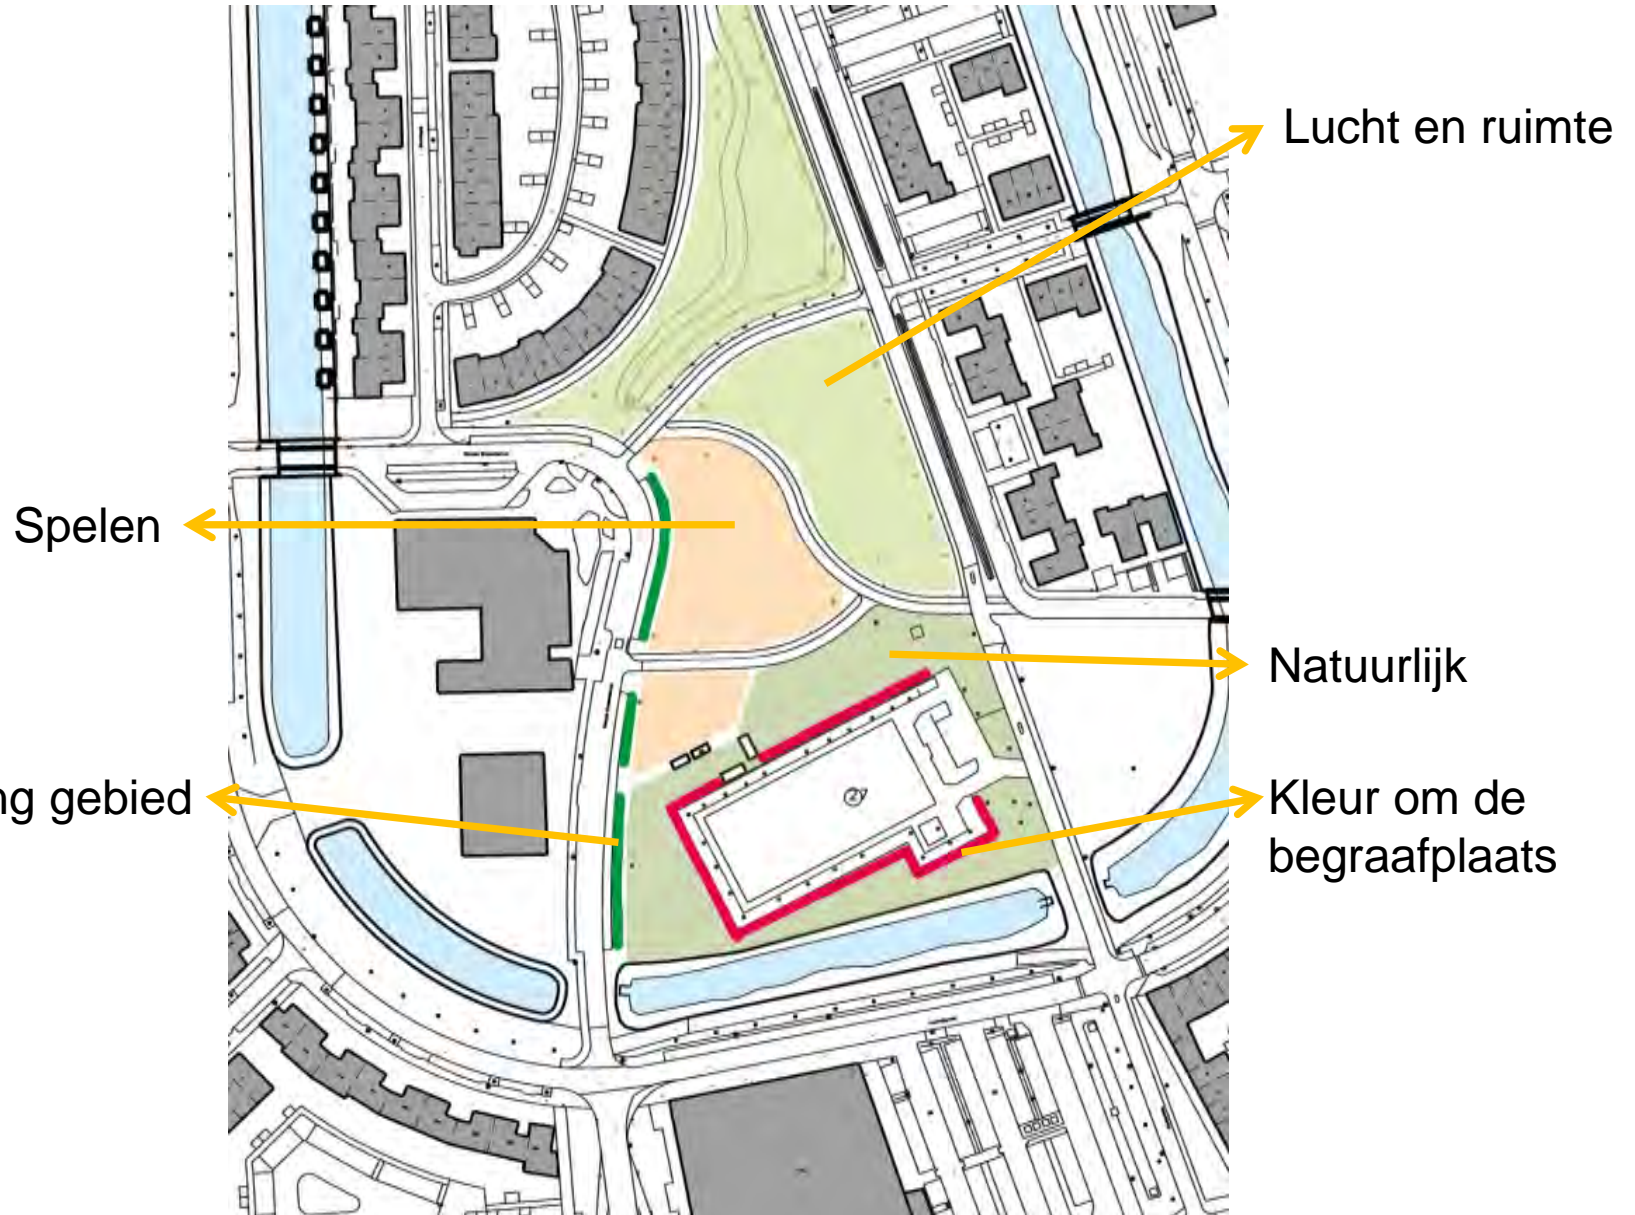 Lucht en ruimte
Spelen
Natuurlijk
ng gebied
Kleur om de
begraafplaats